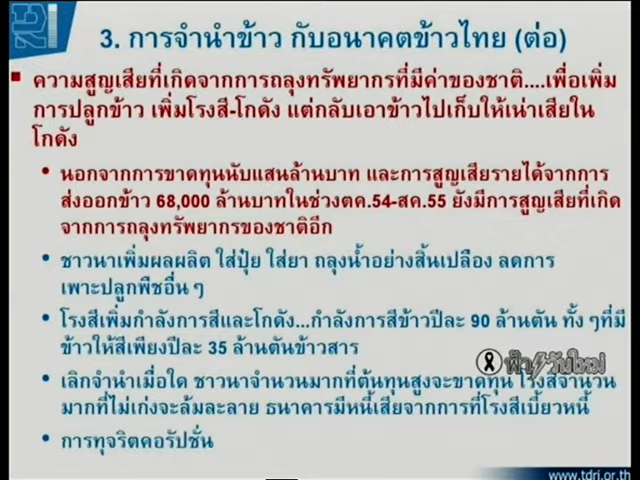 3. การจำนำข้าว กับอนาคตข้าวไทย (ต่อ)
ความสูญเสียที่เกิดจากการถลุงทรัพยากรที่มีค่าของชาติ....เพื่อเพิ่ม
การปลูกข้าว เพิ่มโรงสี-โกดัง แต่กลับเอาข้าวไปเก็บให้เน่าเสียใน
โกดัง
นอกจากการขาดทุนนับแสนล้านบาท และการสูญเสียรายได้จากการ
ส่งออกข้าว 68,000 ล้านบาทในช่วงตค.54-สค.55 ยังมีการสูญเสียที่เกิด
จากการถลุงทรัพยากรของชาติอีก
ชาวนาเพิ่มผลผลิต ใส่ปุ๋ย ใส่ยา ถลุงน้ำอย่างสิ้นเปลือง ลดการ
เพาะปลูกพืชอื่น ๆ
โรงสีเพิ่มกำลังการสีและโกดัง...กำลังการสีข้าวปีละ 90 ล้านตัน ทั้ง ๆที่มี
ข้าวให้สีเพียงปีละ 35 ล้านตันข้าวสาร
ฟ้าวันใหม่
เลิกจำนำเมื่อใด ชาวนาจำนวนมากที่ต้นทุนสูงจะขาดทุน โรงสีจำนวน
มากที่ไม่เก่งจะล้มละลาย ธนาคารมีหนี้เสียจากการที่โรงสีเบี้ยวหนี้
การทุจริตคอรัปชั่น
www.tdri.or.th